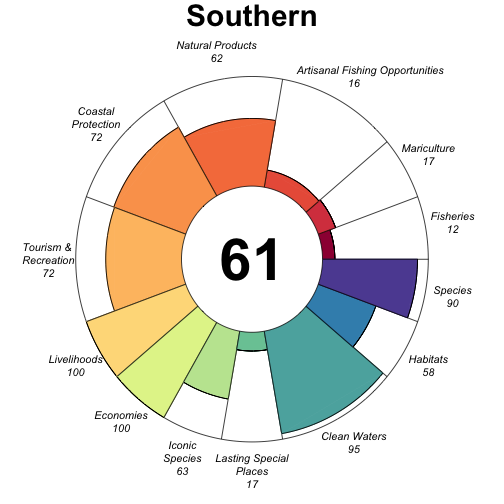 Southern
Natural Products
62
Artisanal Fishing Opportunities
16
Coastal
Protection
72
Mariculture
17
Fisheries
12
Tourism &
Recreation
72
61
Species
90
Livelihoods
100
Habitats
58
Economies
100
Clean Waters
95
Iconic
Species
63
Lasting Special
Places
17